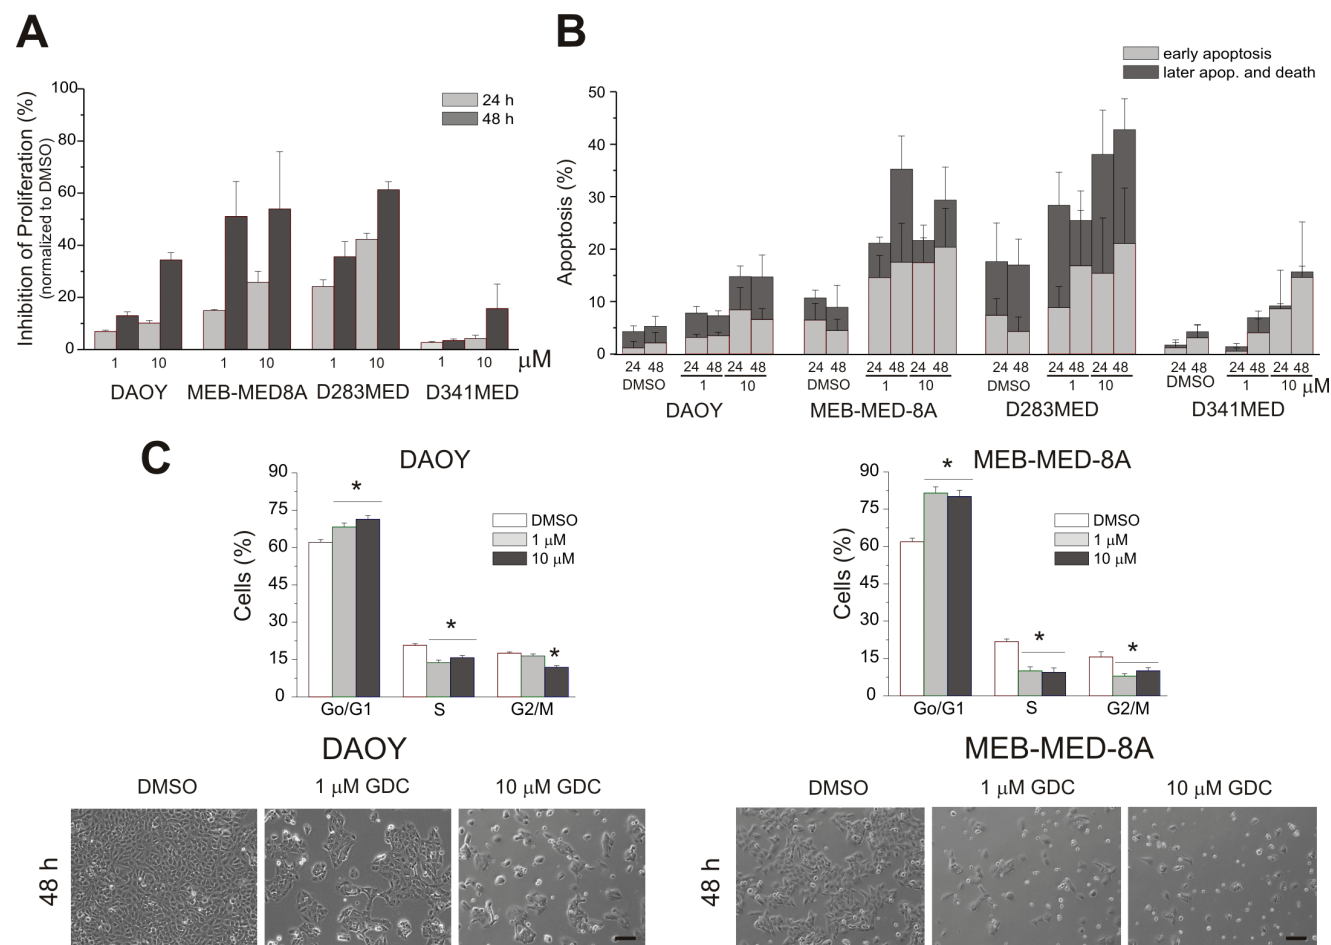 A
Inhibition of Proliferation (%)
(normalized to DMSO)
100
80
60
40
20
0
24 h
48 h
1 10 1 10 1 10 1 10 μM
DAOY MEB-MED8A D283MED D341MED
B
Apoptosis (%)
50
40
30
20
10
0
early apoptosis
later apop. and death
24 48 24 48 24 48 24 48 24 48 24 48 24 48 24 48 24 48 24 48 24 48 24 48
DMSO 1 10 DMSO 1 10 DMSO 1 10 DMSO 1 10 μM
DAOY MEB-MED-8A D283MED D341MED
C
DAOY
Cells (%)
90
75
60
45
30
15
0
* * *
DMSO
1 μM
10 μM
Go/G1 S G2/M
MEB-MED-8A
Cells (%)
90
75
60
45
30
15
0
* * *
DMSO
1 μM
10 μM
Go/G1 S G2/M
DAOY
DMSO 1 μM GDC 10 μM GDC
48 h
MEB-MED-8A
DMSO 1 μM GDC 10 μM GDC
48 h